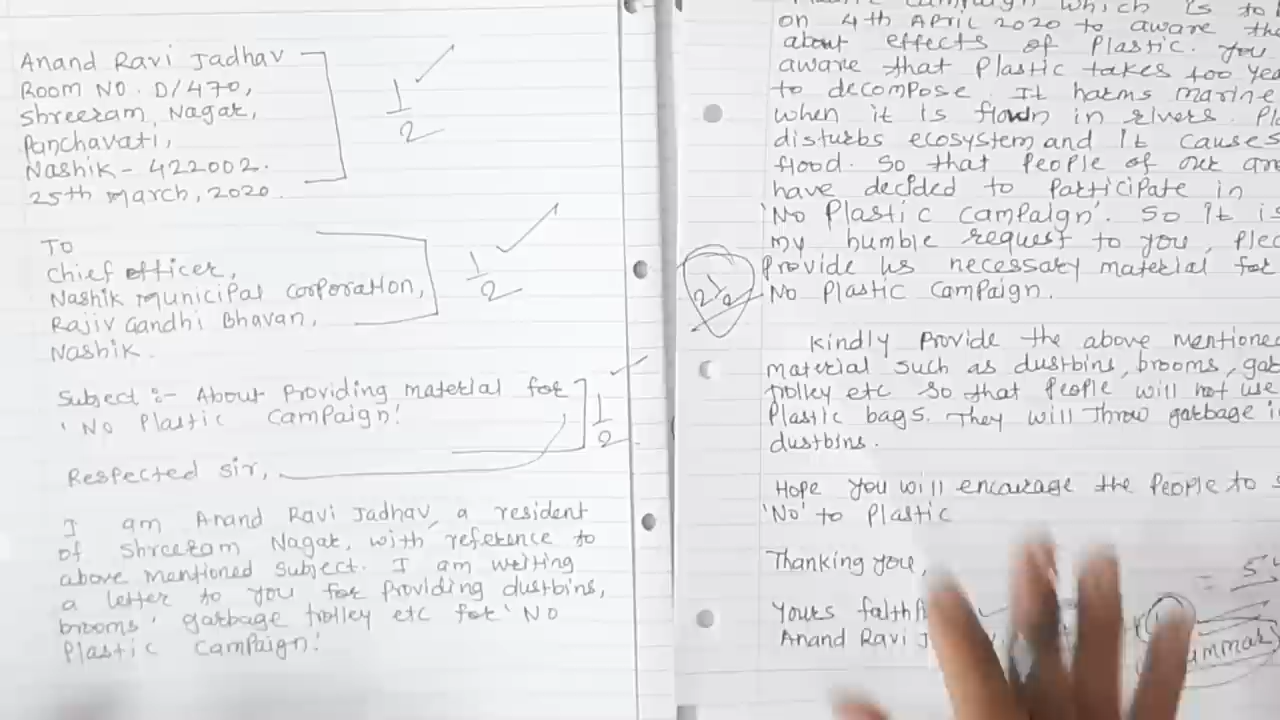 Anand Ravi Jadhav
Room No. D/470,
Shreeram, Nagar,
Panchavati,
Nashik - 422002.
25th March, 2020.
1/2
To
Chief officer,
Nashik Municipal corporation,
Rajiv Gandhi Bhavan,
Nashik.
1/2
Subject :- About Providing material for
'No Plastic Campaign!
1/2
Respected sir,
I am Anand Ravi Jadhav, a resident
of Shreeram Nagar, with reference to
above mentioned subject. I am writing
a letter to you for providing dustbins,
brooms, garbage trolley etc for 'No
Plastic Campaign!
campaign which is to
on 4th April 2020 to aware the
about effects of Plastic. You
aware that Plastic takes too
to decompose. It harms marine
when it is flown in rivers.
disturbs ecosystem and it causes
flood. So that People of our
have decided to Participate in
'No Plastic Campaign'. So it is
my humble request to you,
Provide us necessary material for
No Plastic Campaign.
2 1/2
Kindly Provide the above mentioned
material such as dustbins, brooms,
trolley etc so that People will not use
Plastic bags. They will throw garbage
dustbins.
Hope you will encourage the People to
'No' to Plastic
Thanking you,
= 5
Yours
Anand Ravi